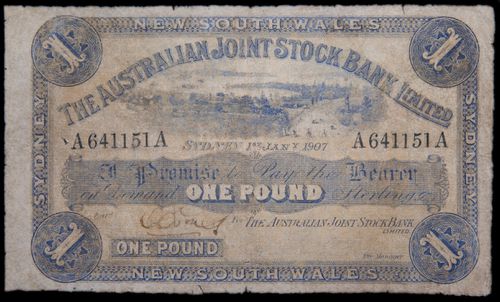 NEW SOUTH WALES
1 1
THE AUSTRALIAN JOINT STOCK BANK LIMITED
SYDNEY
SYDNEY
A641151A A641151A
SYDNEY 1st JANy 1907
I Promise to Pay the Bearer
on Demand ONE POUND Sterling
For THE AUSTRALIAN JOINT STOCK BANK
LIMITED.
ONE POUND
Pro Manager
1 1
NEW SOUTH WALES